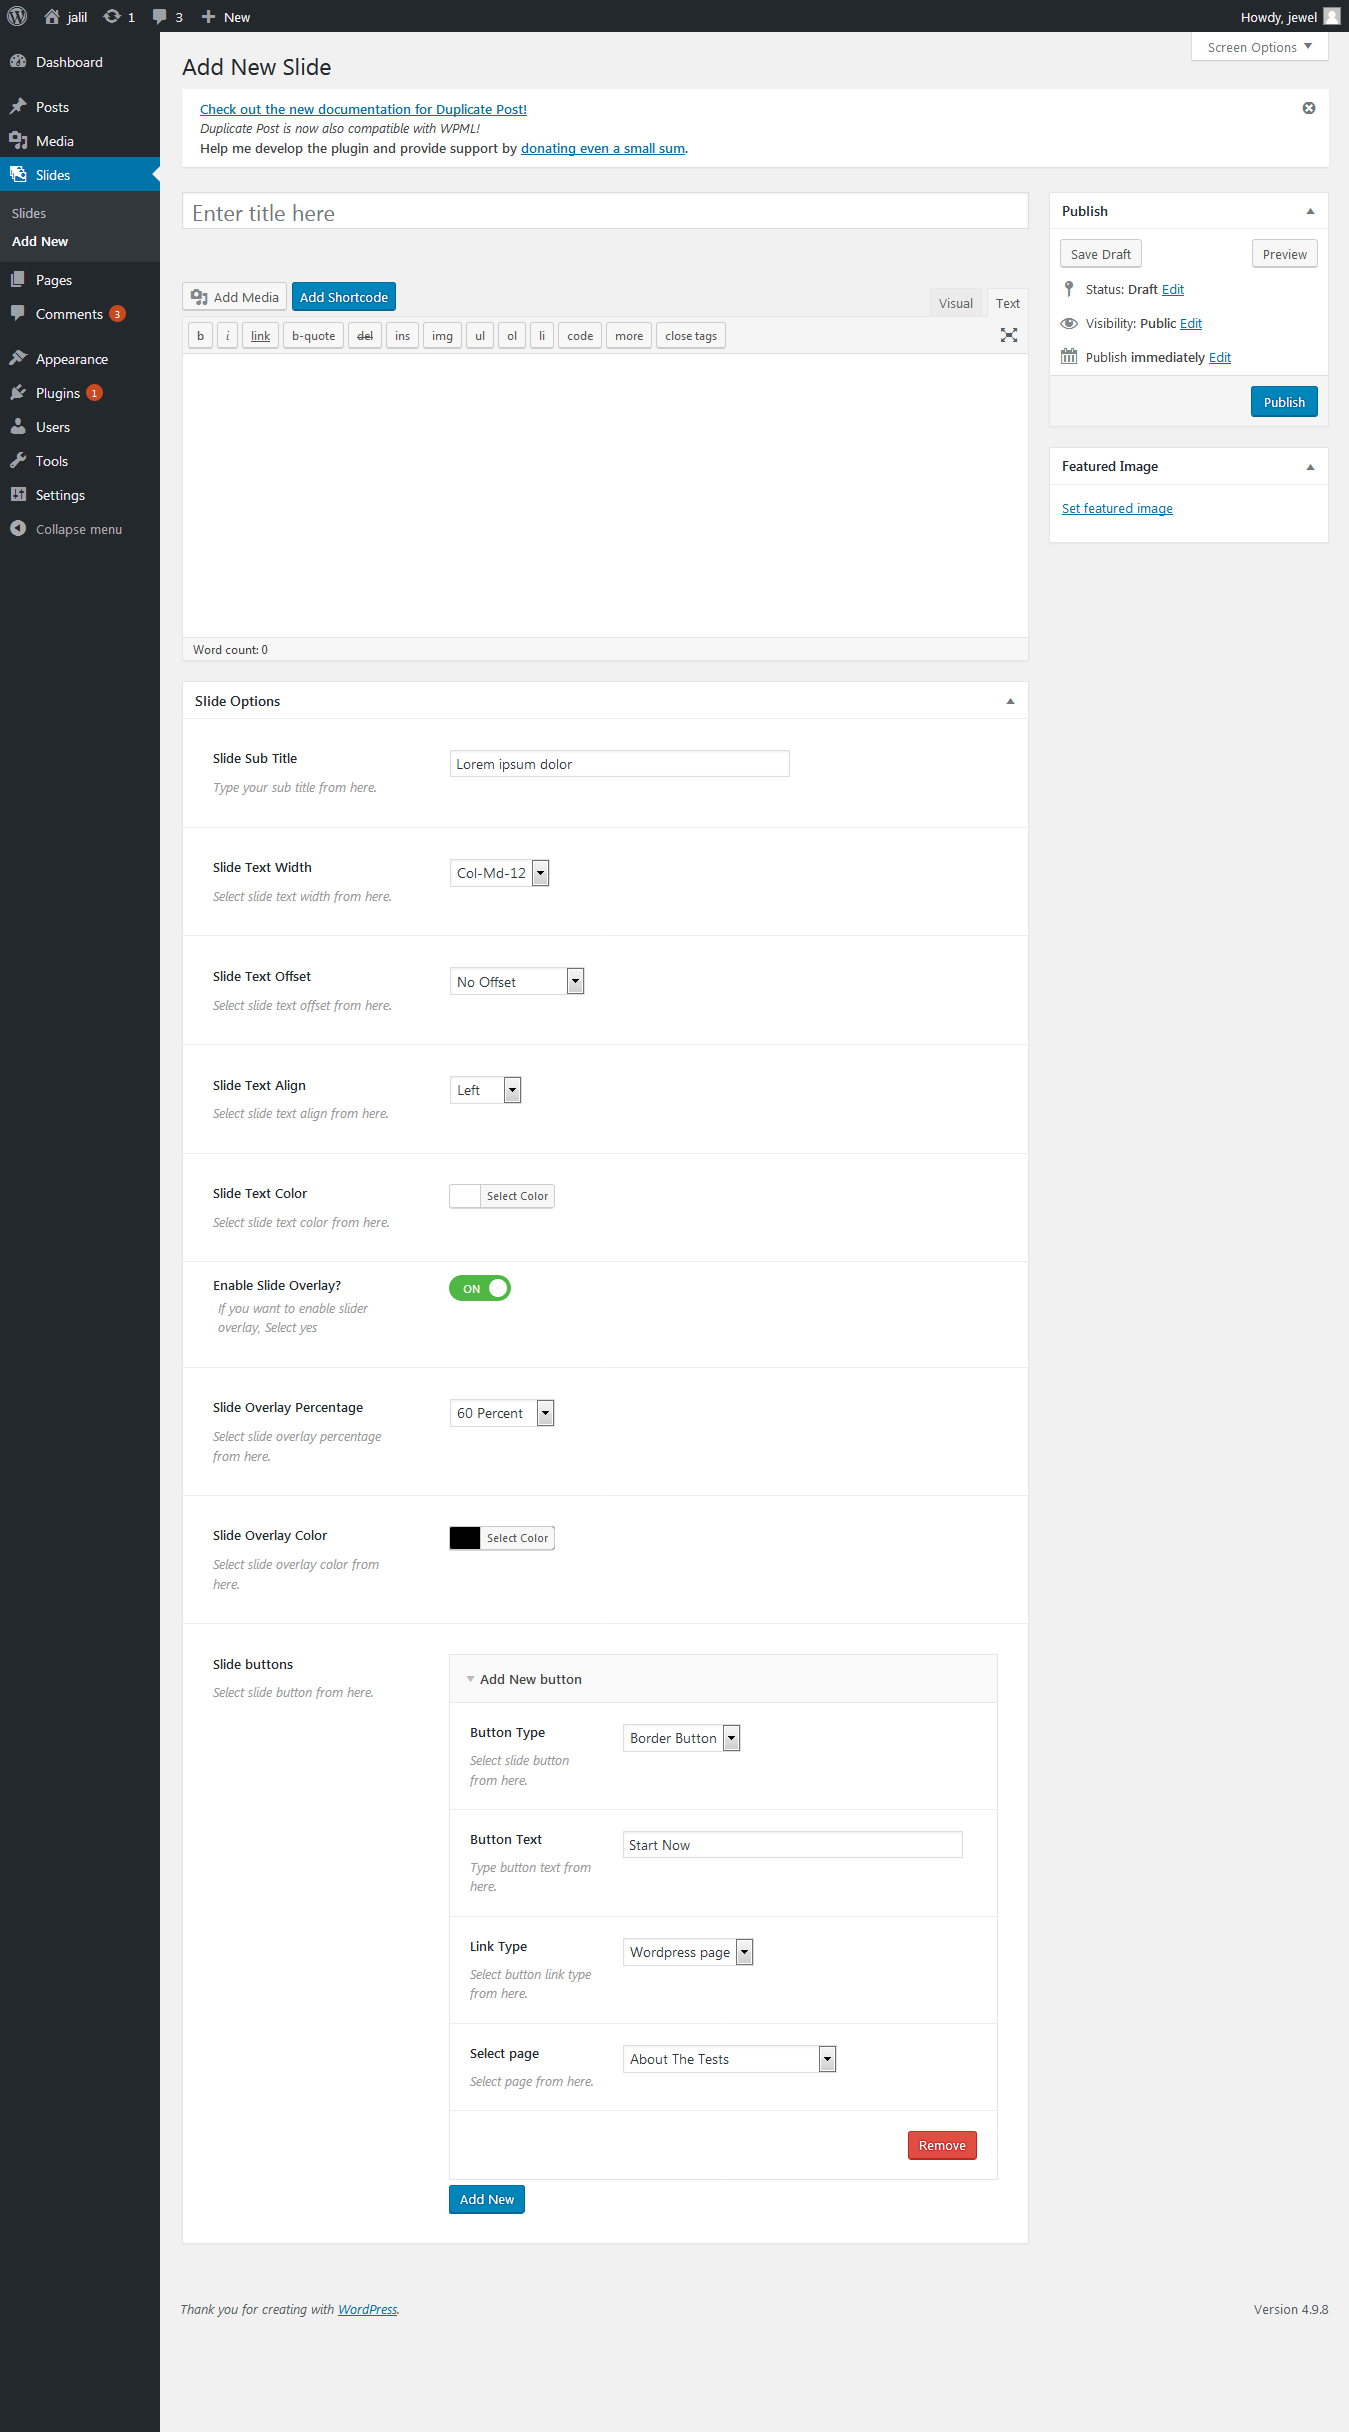 jalil 1 3 New Howdy, jewel
Dashboard
Posts
Media
Slides
Slides
Add New
Pages
Comments 3
Appearance
Plugins 1
Users
Tools
Settings
Collapse menu
Screen Options
Add New Slide
Check out the new documentation for Duplicate Post!
Duplicate Post is now also compatible with WPML!
Help me develop the plugin and provide support by donating even a small sum.
Enter title here
Add Media Add Shortcode
Visual Text
b i link b-quote del ins img ul ol li code more close tags
Word count: 0
Publish
Save Draft Preview
Status: Draft Edit
Visibility: Public Edit
Publish immediately Edit
Publish
Featured Image
Set featured image
Slide Options
Slide Sub Title
Type your sub title from here.
Lorem ipsum dolor
Slide Text Width
Select slide text width from here.
Col-Md-12
Slide Text Offset
Select slide text offset from here.
No Offset
Slide Text Align
Select slide text align from here.
Left
Slide Text Color
Select slide text color from here.
Select Color
Enable Slide Overlay?
If you want to enable slider
overlay, Select yes
ON
Slide Overlay Percentage
Select slide overlay percentage
from here.
60 Percent
Slide Overlay Color
Select slide overlay color from
here.
Select Color
Slide buttons
Select slide button from here.
Add New button
Button Type
Select slide button
from here.
Border Button
Button Text
Type button text from
here.
Start Now
Link Type
Select button link type
from here.
Wordpress page
Select page
Select page from here.
About The Tests
Remove
Add New
Thank you for creating with WordPress.
Version 4.9.8